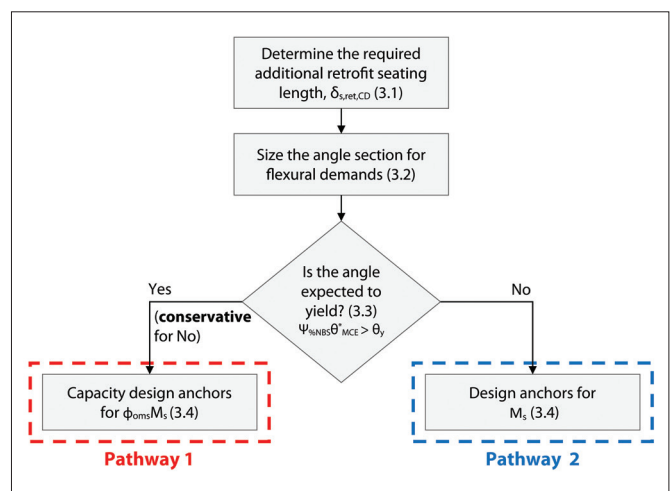 Determine the required
additional retrofit seating
length, δs,ret,CD (3.1)
Size the angle section for
flexural demands (3.2)
Is the angle
expected to
yield? (3.3)
Ψ%NBSθ*MCE > θy
Yes
(conservative
for No)
No
Capacity design anchors
for ϕomsMs (3.4)
Design anchors for
Ms (3.4)
Pathway 1
Pathway 2